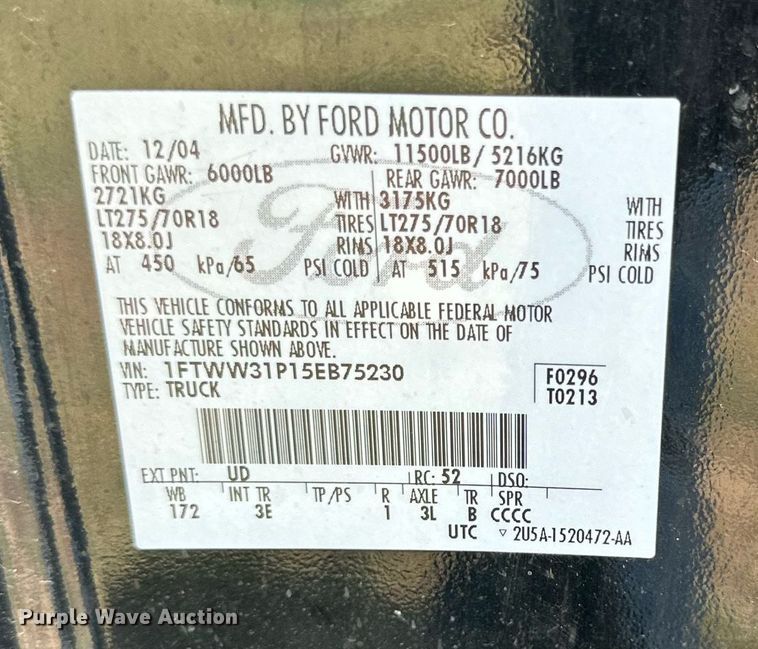 MFD. BY FORD MOTOR CO.
DATE: 12/04 GVWR: 11500LB/ 5216KG
FRONT GAWR: 6000LB REAR GAWR: 7000LB
2721KG WITH 3175KG WITH
LT275/70R18 TIRES LT275/70R18 TIRES
18X8.0J RIMS 18X8.0J RIMS
AT 450 kPa/65 PSI COLD AT 515 kPa/75 PSI COLD
Ford
THIS VEHICLE CONFORMS TO ALL APPLICABLE FEDERAL MOTOR
VEHICLE SAFETY STANDARDS IN EFFECT ON THE DATE OF
MANUFACTURE SHOWN ABOVE.
VIN: 1FTWW31P15EB75230 F0296
TYPE: TRUCK T0213
EXT PNT: UD RC: 52 DSO:
WB INT TR TP/PS R AXLE TR SPR
172 3E 1 3L B CCCC
UTC ▽ 2U5A-1520472-AA
Purple Wave Auction